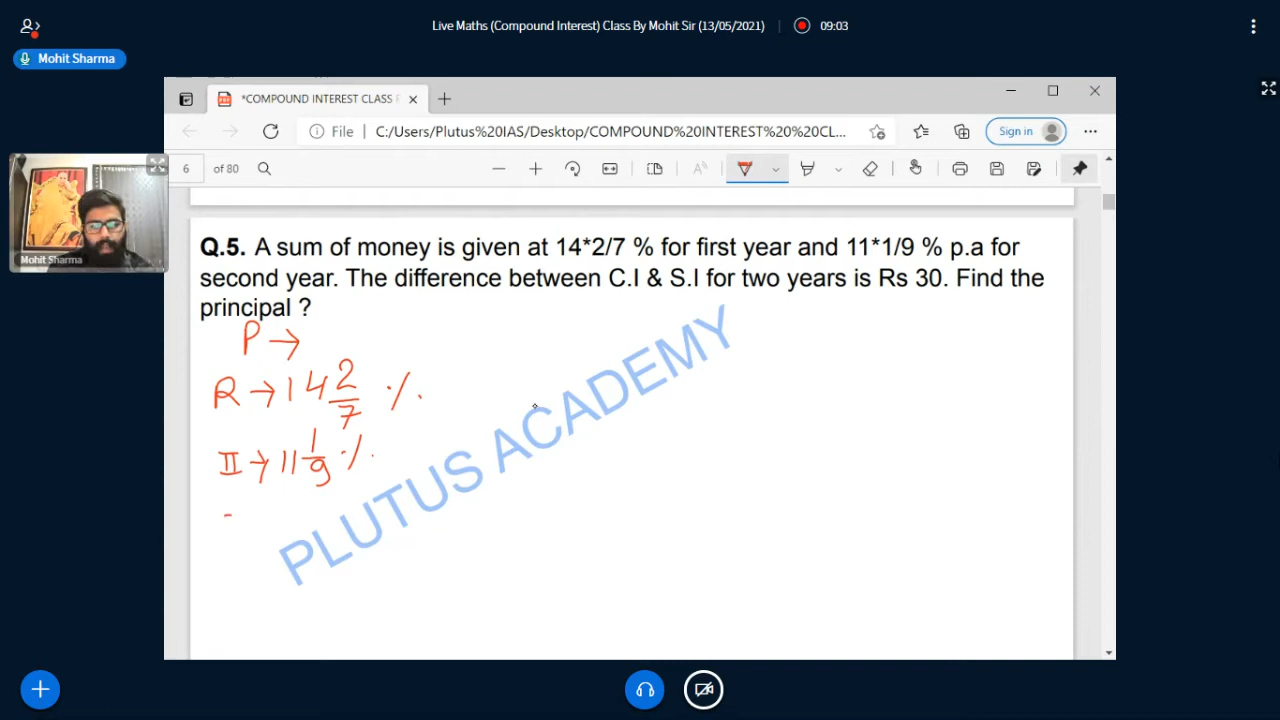 Live Maths (Compound Interest) Class By Mohit Sir (13/05/2021)
09:03
Mohit Sharma
*COMPOUND INTEREST CLASS
File
C:/Users/Plutus%20IAS/Desktop/COMPOUND%20INTEREST%20%20CL...
Sign in
6
of 80
Mohit Sharma
Q.5. A sum of money is given at 14*2/7 % for first year and 11*1/9 % p.a for
second year. The difference between C.I & S.I for two years is Rs 30. Find the
principal ?
P →
R → 14 2/7 %
II → 11 1/9 %
PLUTUS ACADEMY